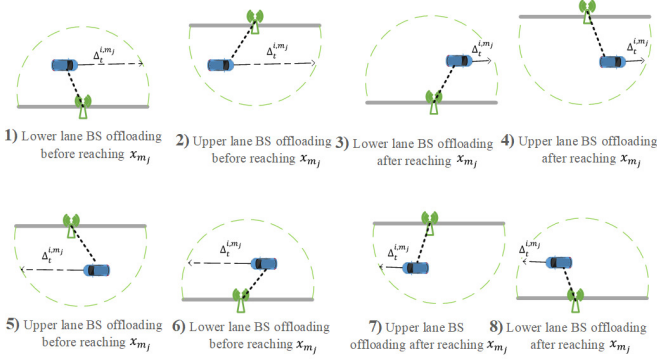 Δ_t^{i,m_j}
Δ_t^{i,m_j}
Δ_t^{i,m_j}
Δ_t^{i,m_j}
1) Lower lane BS offloading
before reaching x_{m_j}
2) Upper lane BS offloading
before reaching x_{m_j}
3) Lower lane BS offloading
after reaching x_{m_j}
4) Upper lane BS offloading
after reaching x_{m_j}
Δ_t^{i,m_j}
Δ_t^{i,m_j}
Δ_t^{i,m_j}
Δ_t^{i,m_j}
5) Upper lane BS offloading
before reaching x_{m_j}
6) Lower lane BS offloading
before reaching x_{m_j}
7) Upper lane BS
offloading after reaching x_{m_j}
8) Lower lane BS offloading
after reaching x_{m_j}